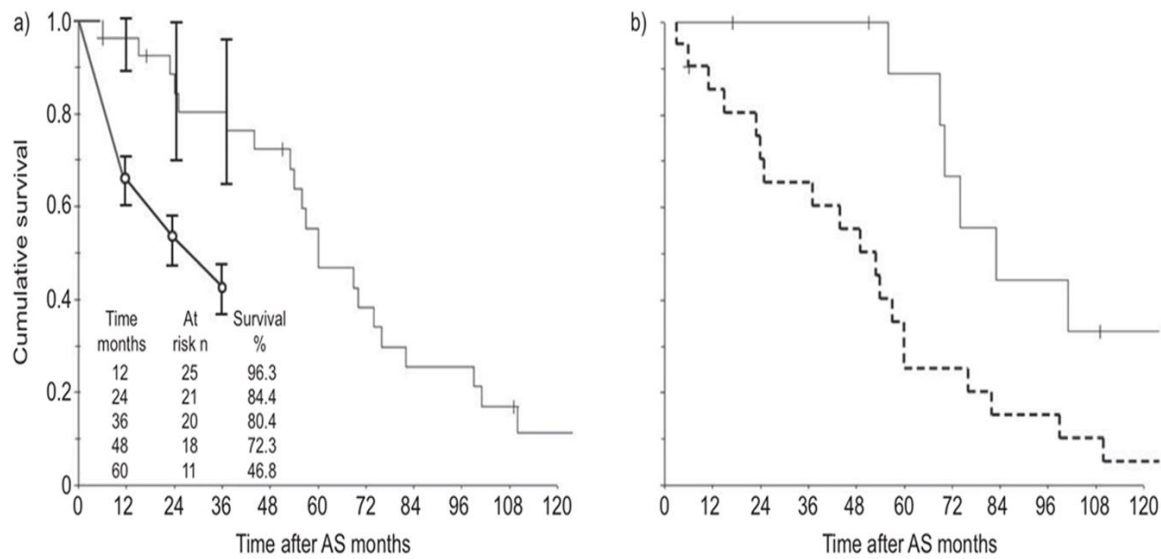 a)
Cumulative survival
1.0
0.8
0.6
0.4
0.2
0
Time months At risk n Survival %
12 25 96.3
24 21 84.4
36 20 80.4
48 18 72.3
60 11 46.8
0 12 24 36 48 60 72 84 96 108 120
Time after AS months
b)
0 12 24 36 48 60 72 84 96 108 120
Time after AS months